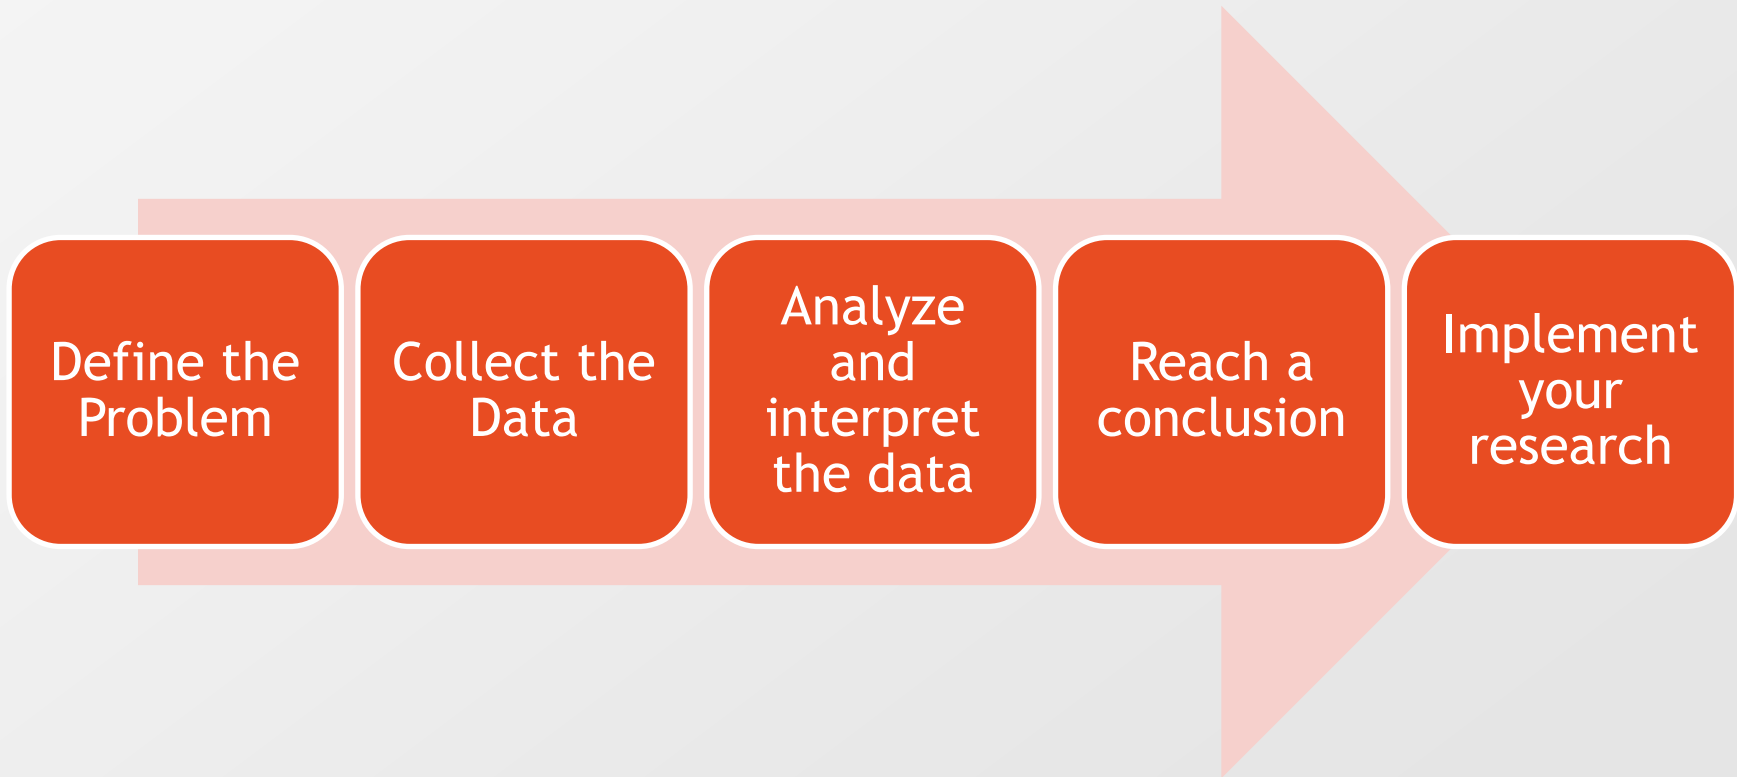 Define the
Problem
Collect the
Data
Analyze
and
interpret
the data
Reach a
conclusion
Implement
your
research